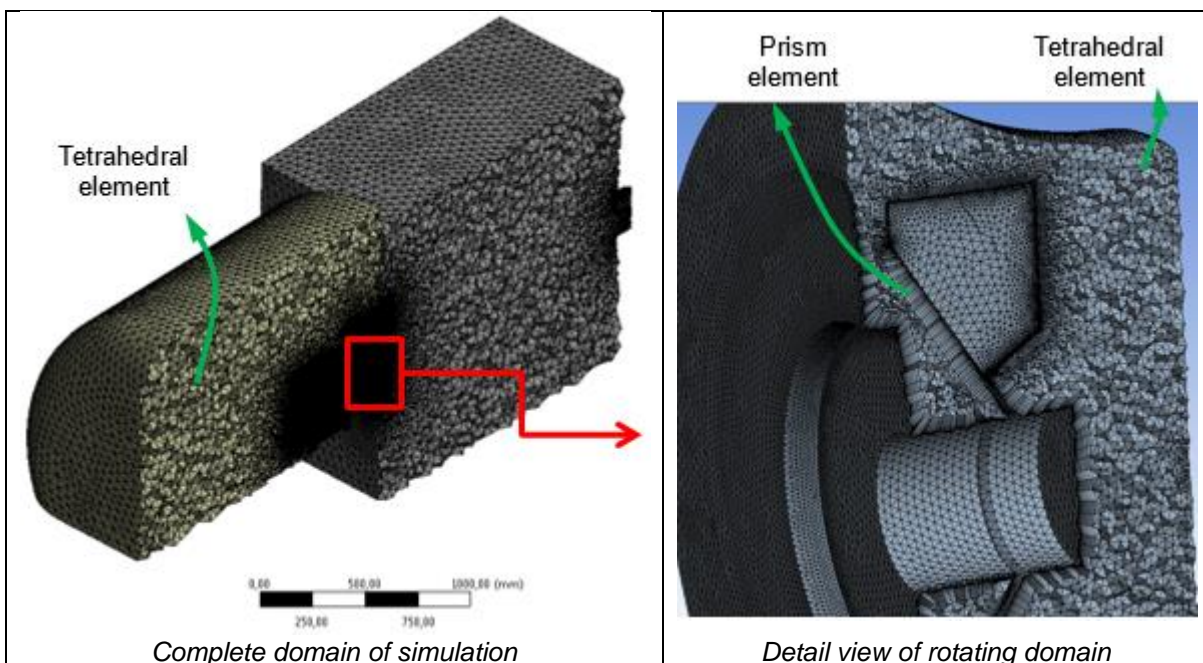 Tetrahedral
element
0,00 500,00 1000,00 (mm)
250,00 750,00
Complete domain of simulation
Prism
element
Tetrahedral
element
Detail view of rotating domain